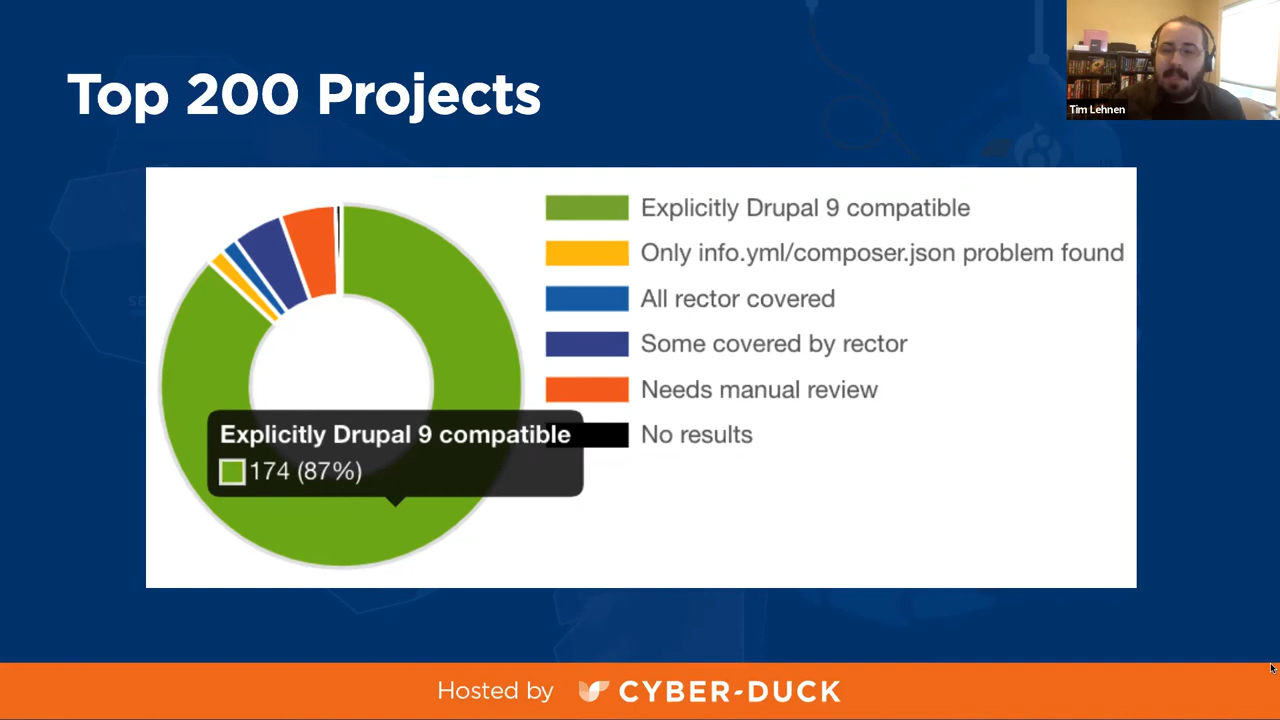 Top 200 Projects
Tim Lehnen
Explicitly Drupal 9 compatible
Only info.yml/composer.json problem found
All rector covered
Some covered by rector
Needs manual review
No results
Explicitly Drupal 9 compatible
174 (87%)
Hosted by CYBER-DUCK